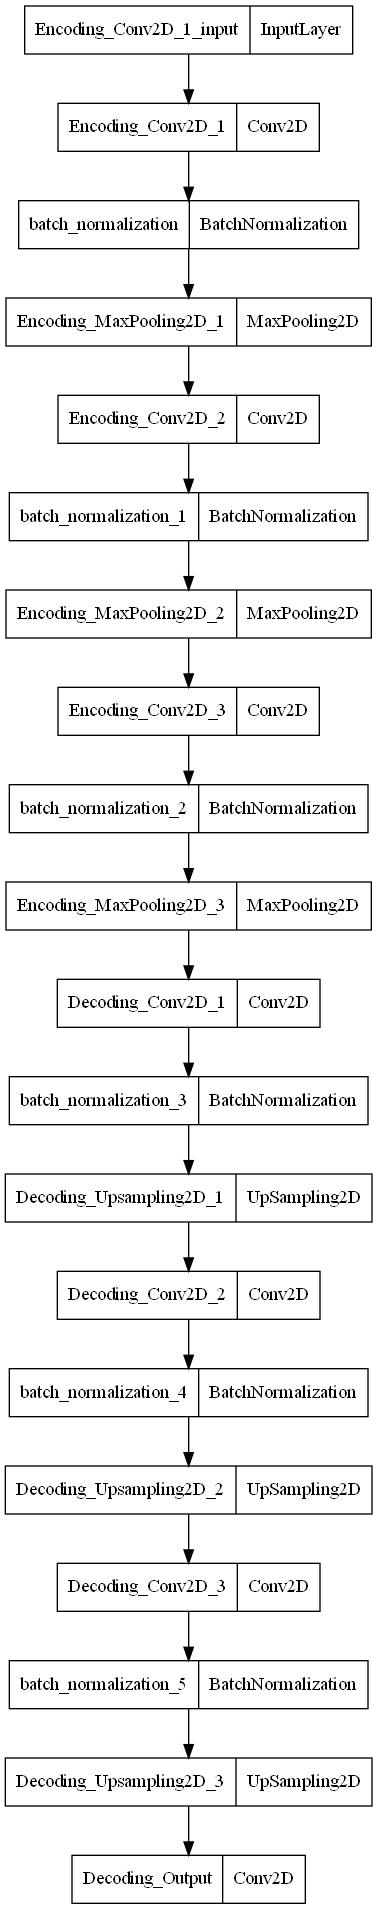 Encoding_Conv2D_1_input InputLayer
Encoding_Conv2D_1 Conv2D
batch_normalization BatchNormalization
Encoding_MaxPooling2D_1 MaxPooling2D
Encoding_Conv2D_2 Conv2D
batch_normalization_1 BatchNormalization
Encoding_MaxPooling2D_2 MaxPooling2D
Encoding_Conv2D_3 Conv2D
batch_normalization_2 BatchNormalization
Encoding_MaxPooling2D_3 MaxPooling2D
Decoding_Conv2D_1 Conv2D
batch_normalization_3 BatchNormalization
Decoding_Upsampling2D_1 UpSampling2D
Decoding_Conv2D_2 Conv2D
batch_normalization_4 BatchNormalization
Decoding_Upsampling2D_2 UpSampling2D
Decoding_Conv2D_3 Conv2D
batch_normalization_5 BatchNormalization
Decoding_Upsampling2D_3 UpSampling2D
Decoding_Output Conv2D